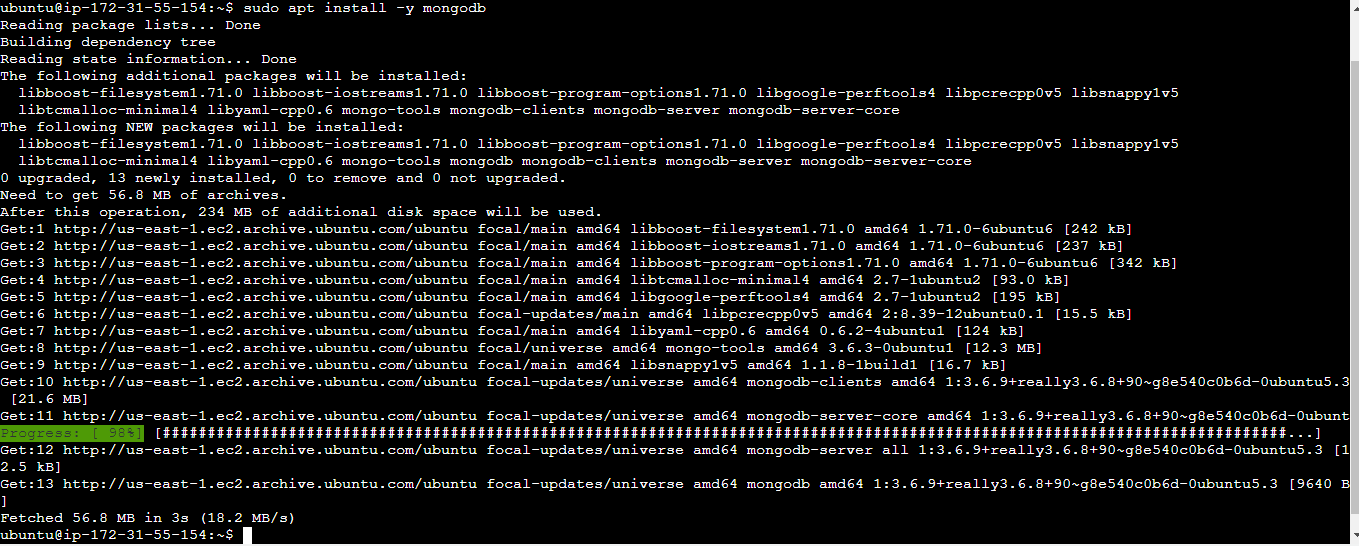 ubuntu@ip-172-31-55-154:~$ sudo apt install -y mongodb
Reading package lists... Done
Building dependency tree
Reading state information... Done
The following additional packages will be installed:
  libboost-filesystem1.71.0 libboost-iostreams1.71.0 libboost-program-options1.71.0 libgoogle-perftools4 libpcrecpp0v5 libsnappy1v5
  libtcmalloc-minimal4 libyaml-cpp0.6 mongo-tools mongodb-clients mongodb-server mongodb-server-core
The following NEW packages will be installed:
  libboost-filesystem1.71.0 libboost-iostreams1.71.0 libboost-program-options1.71.0 libgoogle-perftools4 libpcrecpp0v5 libsnappy1v5
  libtcmalloc-minimal4 libyaml-cpp0.6 mongo-tools mongodb mongodb-clients mongodb-server mongodb-server-core
0 upgraded, 13 newly installed, 0 to remove and 0 not upgraded.
Need to get 56.8 MB of archives.
After this operation, 234 MB of additional disk space will be used.
Get:1 http://us-east-1.ec2.archive.ubuntu.com/ubuntu focal/main amd64 libboost-filesystem1.71.0 amd64 1.71.0-6ubuntu6 [242 kB]
Get:2 http://us-east-1.ec2.archive.ubuntu.com/ubuntu focal/main amd64 libboost-iostreams1.71.0 amd64 1.71.0-6ubuntu6 [237 kB]
Get:3 http://us-east-1.ec2.archive.ubuntu.com/ubuntu focal/main amd64 libboost-program-options1.71.0 amd64 1.71.0-6ubuntu6 [342 kB]
Get:4 http://us-east-1.ec2.archive.ubuntu.com/ubuntu focal/main amd64 libtcmalloc-minimal4 amd64 2.7-1ubuntu2 [93.0 kB]
Get:5 http://us-east-1.ec2.archive.ubuntu.com/ubuntu focal/main amd64 libgoogle-perftools4 amd64 2.7-1ubuntu2 [195 kB]
Get:6 http://us-east-1.ec2.archive.ubuntu.com/ubuntu focal-updates/main amd64 libpcrecpp0v5 amd64 2:8.39-12ubuntu0.1 [15.5 kB]
Get:7 http://us-east-1.ec2.archive.ubuntu.com/ubuntu focal/main amd64 libyaml-cpp0.6 amd64 0.6.2-4ubuntu1 [124 kB]
Get:8 http://us-east-1.ec2.archive.ubuntu.com/ubuntu focal/universe amd64 mongo-tools amd64 3.6.3-0ubuntu1 [12.3 MB]
Get:9 http://us-east-1.ec2.archive.ubuntu.com/ubuntu focal/main amd64 libsnappy1v5 amd64 1.1.8-1build1 [16.7 kB]
Get:10 http://us-east-1.ec2.archive.ubuntu.com/ubuntu focal-updates/universe amd64 mongodb-clients amd64 1:3.6.9+really3.6.8+90~g8e540c0b6d-0ubuntu5.3
 [21.6 MB]
Get:11 http://us-east-1.ec2.archive.ubuntu.com/ubuntu focal-updates/universe amd64 mongodb-server-core amd64 1:3.6.9+really3.6.8+90~g8e540c0b6d-0ubunt
Progress: [ 98%] [#############################################################################################################################...]
Get:12 http://us-east-1.ec2.archive.ubuntu.com/ubuntu focal-updates/universe amd64 mongodb-server all 1:3.6.9+really3.6.8+90~g8e540c0b6d-0ubuntu5.3 [1
2.5 kB]
Get:13 http://us-east-1.ec2.archive.ubuntu.com/ubuntu focal-updates/universe amd64 mongodb amd64 1:3.6.9+really3.6.8+90~g8e540c0b6d-0ubuntu5.3 [9640 B
]
Fetched 56.8 MB in 3s (18.2 MB/s)
ubuntu@ip-172-31-55-154:~$